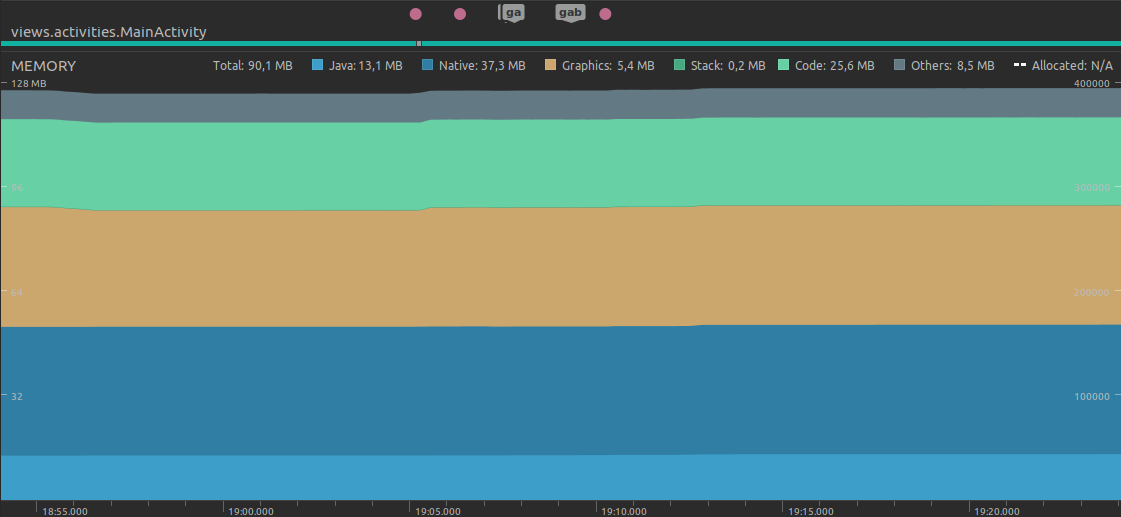 ga
gab
views.activities.MainActivity
MEMORY
Total: 90,1 MB
Java: 13,1 MB
Native: 37,3 MB
Graphics: 5,4 MB
Stack: 0,2 MB
Code: 25,6 MB
Others: 8,5 MB
Allocated: N/A
128 MB
400000
96
300000
64
200000
32
100000
18:55.000
19:00.000
19:05.000
19:10.000
19:15.000
19:20.000